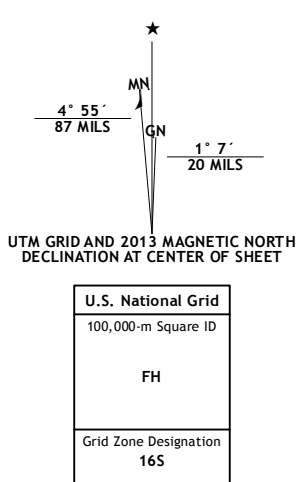 ★
MN
4° 55´
87 MILS
GN
1° 7´
20 MILS
UTM GRID AND 2013 MAGNETIC NORTH
DECLINATION AT CENTER OF SHEET
U.S. National Grid
100,000-m Square ID
FH
Grid Zone Designation
16S